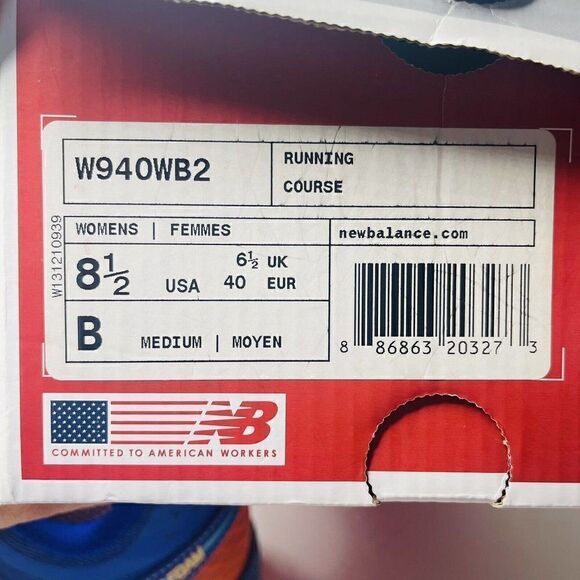 W940WB2
RUNNING
COURSE
WOMENS | FEMMES
newbalance.com
W131210939
8½ USA 6½ UK
40 EUR
B MEDIUM | MOYEN
8 86863 20327 3
NB
COMMITTED TO AMERICAN WORKERS